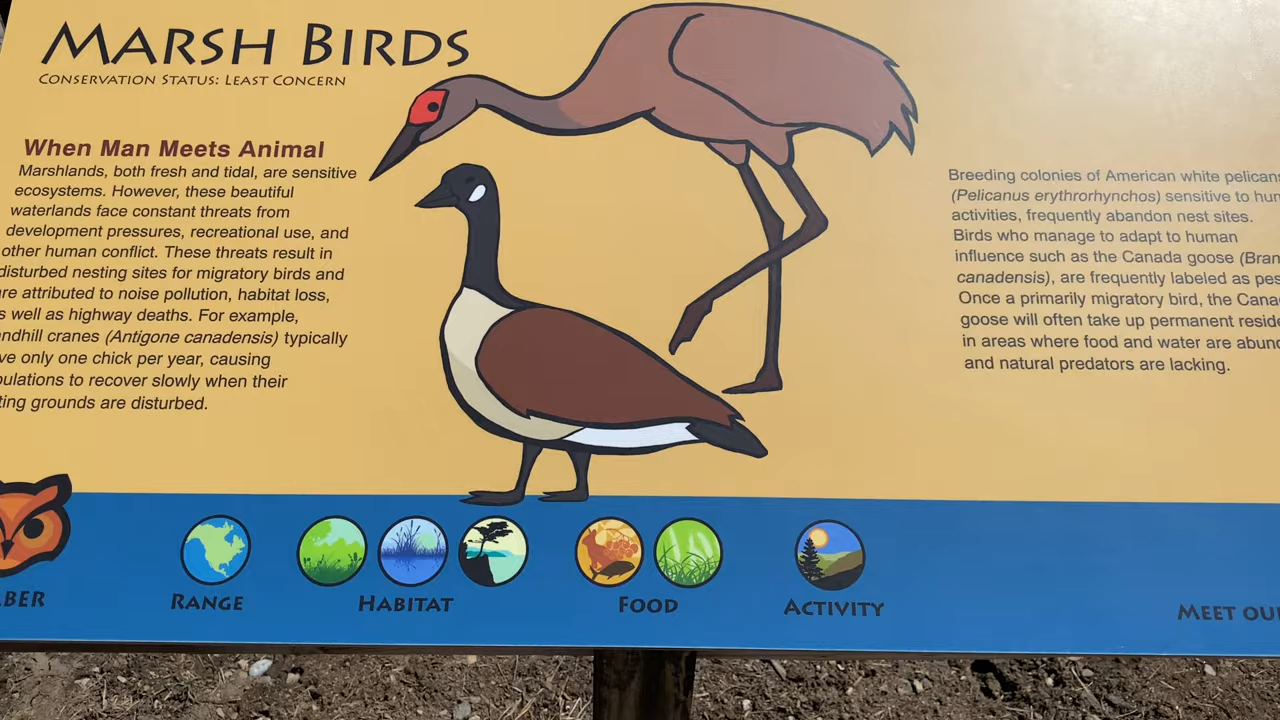 MARSH BIRDS
CONSERVATION STATUS: LEAST CONCERN
When Man Meets Animal
Marshlands, both fresh and tidal, are sensitive
ecosystems. However, these beautiful
waterlands face constant threats from
development pressures, recreational use, and
other human conflict. These threats result in
disturbed nesting sites for migratory birds and
are attributed to noise pollution, habitat loss,
as well as highway deaths. For example,
(Antigone canadensis) typically
only one chick per year, causing
to recover slowly when their
grounds are disturbed.
Breeding colonies of American white pelicans
(Pelicanus erythrorhynchos) sensitive to
activities, frequently abandon nest sites.
Birds who manage to adapt to human
influence such as the Canada goose
canadensis), are frequently labeled as
Once a primarily migratory bird, the
goose will often take up permanent
in areas where food and water are
and natural predators are lacking.
RANGE
HABITAT
FOOD
ACTIVITY
MEET